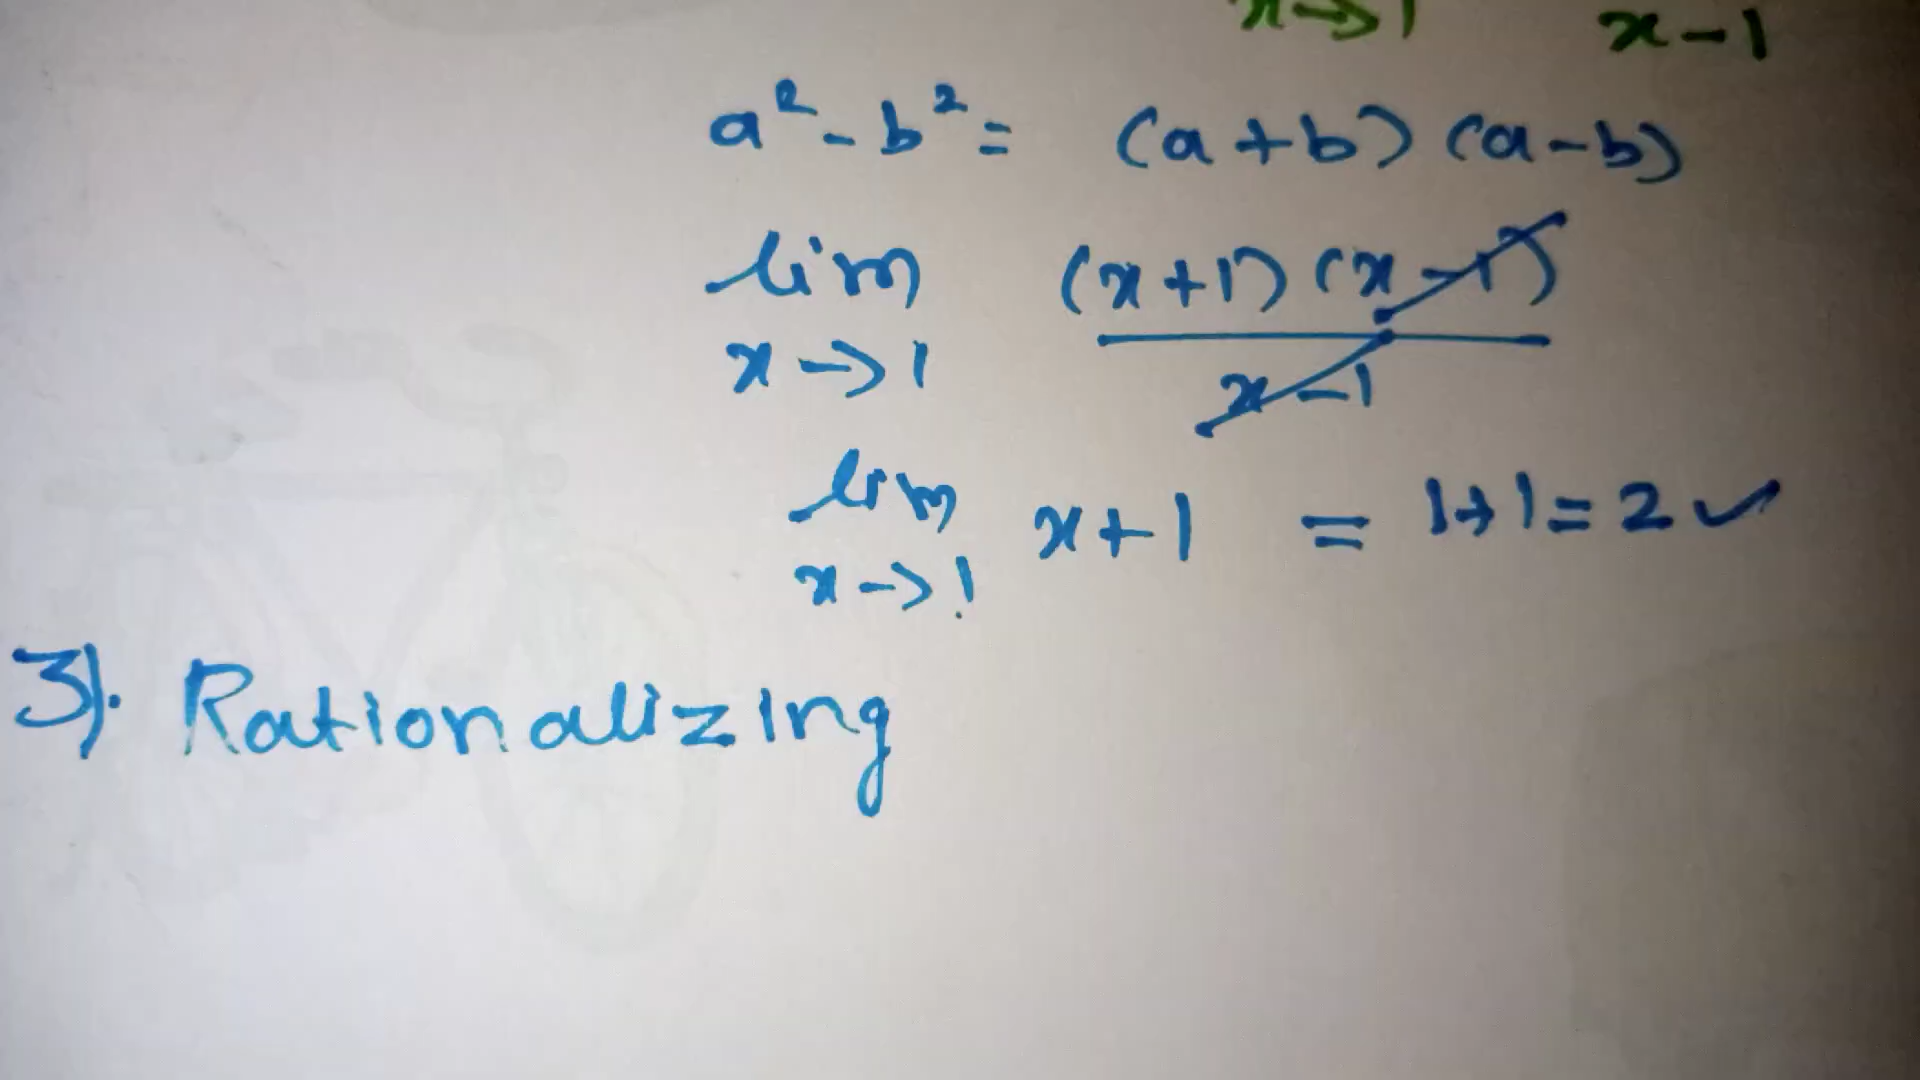 x→1 x-1
a²-b²= (a+b) (a-b)
lim (x+1) (x-1)
x→1 x-1
lim x+1 = 1+1=2✓
x→1
3). Rationalizing